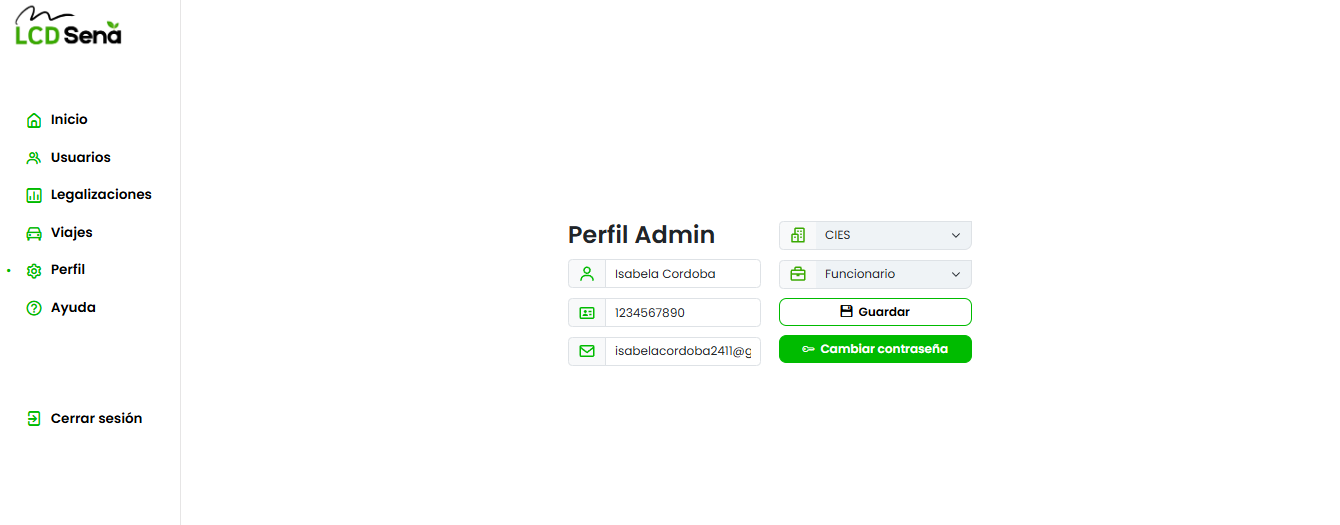 LCD Sena
Inicio
Usuarios
Legalizaciones
Viajes
Perfil
Ayuda
Cerrar sesión
Perfil Admin
Isabela Cordoba
1234567890
isabelacordoba2411@g
CIES
Funcionario
Guardar
Cambiar contraseña